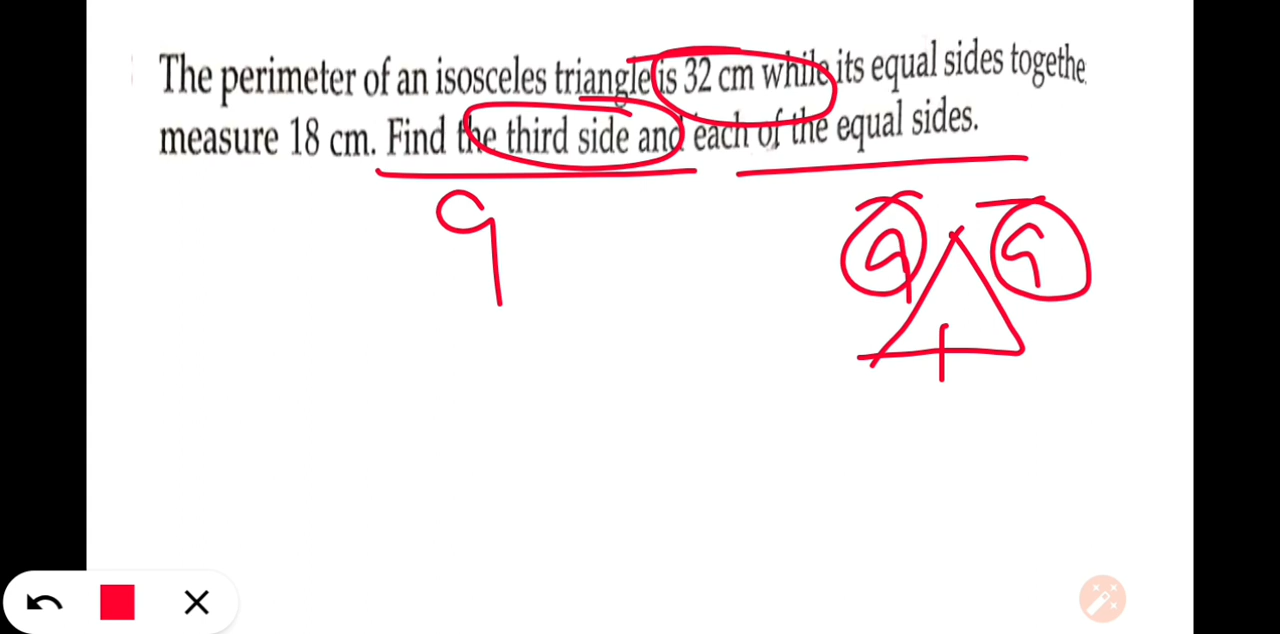 The perimeter of an isosceles triangle is 32 cm while its equal sides togethe
measure 18 cm. Find the third side and each of the equal sides.
9
9 9